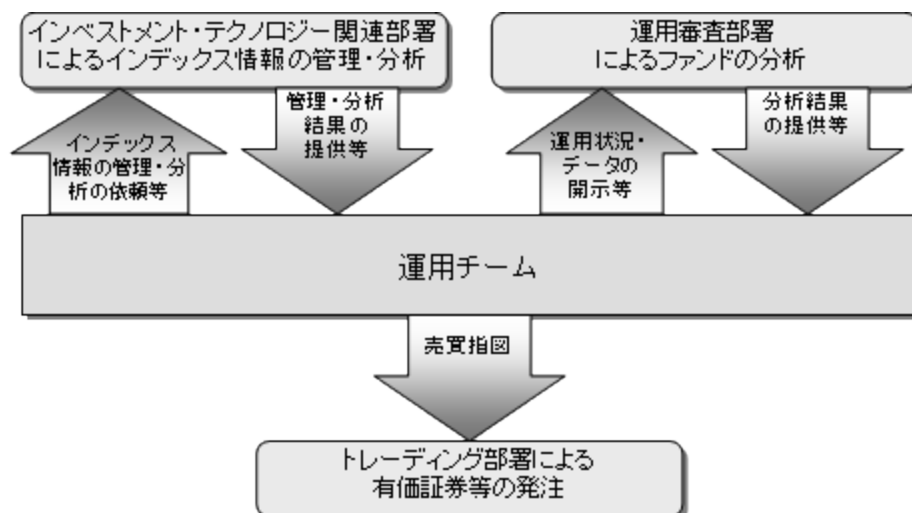 インベストメント・テクノロジー関連部署
によるインデックス情報の管理・分析
運用審査部署
によるファンドの分析
インデックス
情報の管理・分
析の依頼等
管理・分析
結果の
提供等
運用状況・
データの
開示等
分析結果
の提供等
運用チーム
売買指図
トレーディング部署による
有価証券等の発注